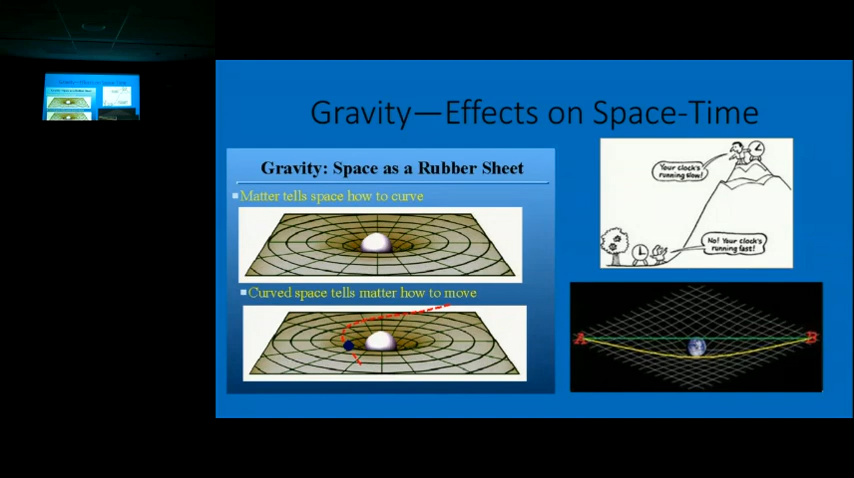 Gravity—Effects on Space-Time
Gravity: Space as a Rubber Sheet
Matter tells space how to curve
Curved space tells matter how to move
Your clock's
running slow!
No! Your clock's
running fast!
A
B